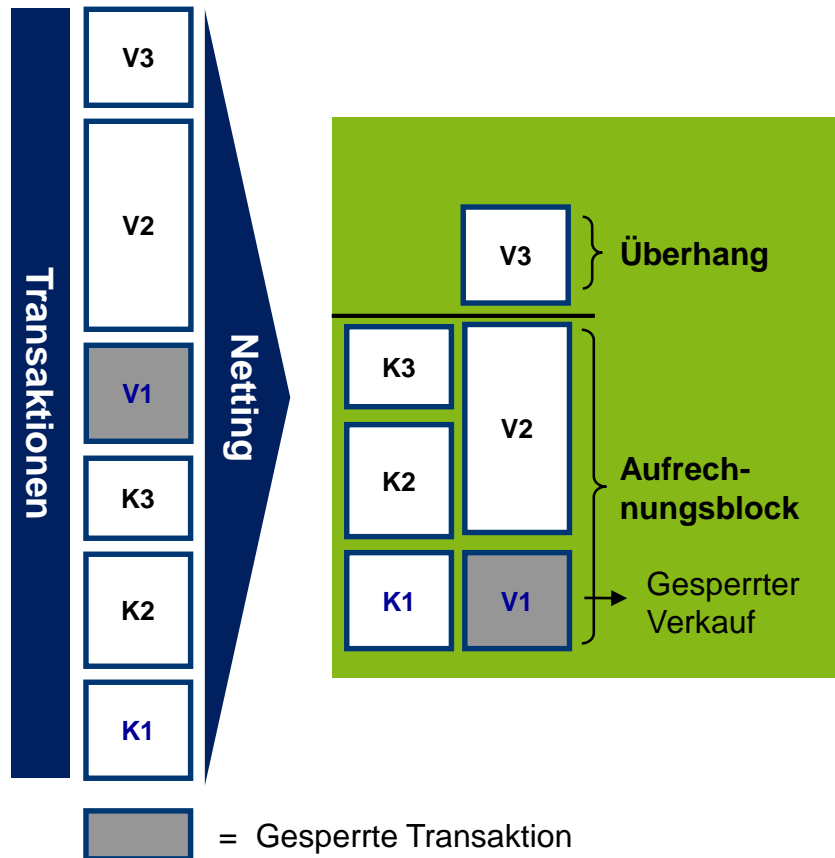 Transaktionen
V3
V2
V1
K3
K2
K1
Netting
V3
Überhang
K3
V2
K2
Aufrech-
nungsblock
K1
V1
Gesperrter
Verkauf
= Gesperrte Transaktion